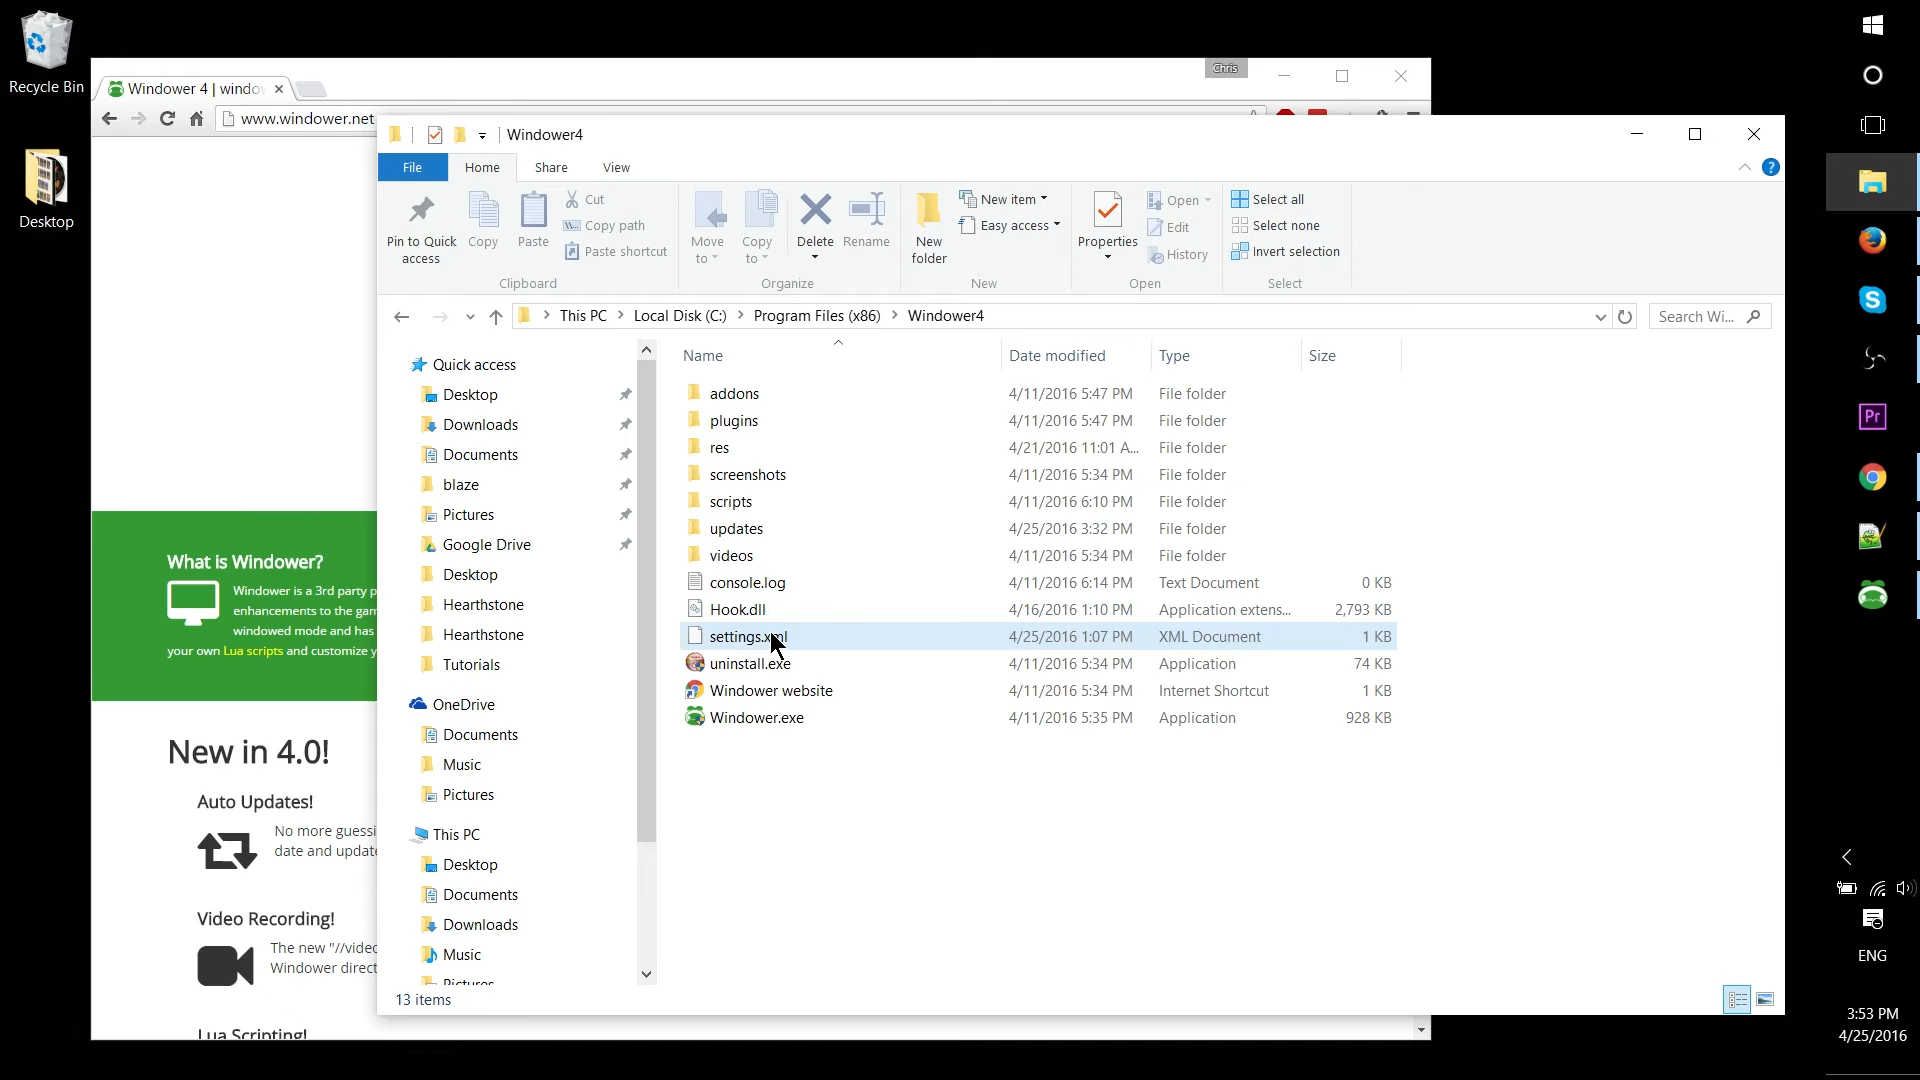 Recycle Bin
Desktop
Windower 4 | windov
Chris
www.windower.net
What is Windower?
Windower is a 3rd party p
enhancements to the gam
windowed mode and has
your own Lua scripts and customize y
New in 4.0!
Auto Updates!
No more guessi
date and update
Video Recording!
The new "//videc
Windower direct
Lua Scripting!
Windower4
File
Home
Share
View
Pin to Quick access
Copy
Paste
Cut
Copy path
Paste shortcut
Clipboard
Move to
Copy to
Delete
Rename
Organize
New folder
New item
Easy access
New
Properties
Open
Edit
History
Open
Select all
Select none
Invert selection
Select
This PC > Local Disk (C:) > Program Files (x86) > Windower4
Search Wi...
Quick access
Desktop
Downloads
Documents
blaze
Pictures
Google Drive
Desktop
Hearthstone
Hearthstone
Tutorials
OneDrive
Documents
Music
Pictures
This PC
Desktop
Documents
Downloads
Music
Pictures
Name Date modified Type Size
addons 4/11/2016 5:47 PM File folder
plugins 4/11/2016 5:47 PM File folder
res 4/21/2016 11:01 A... File folder
screenshots 4/11/2016 5:34 PM File folder
scripts 4/11/2016 6:10 PM File folder
updates 4/25/2016 3:32 PM File folder
videos 4/11/2016 5:34 PM File folder
console.log 4/11/2016 6:14 PM Text Document 0 KB
Hook.dll 4/16/2016 1:10 PM Application extens... 2,793 KB
settings.xml 4/25/2016 1:07 PM XML Document 1 KB
uninstall.exe 4/11/2016 5:34 PM Application 74 KB
Windower website 4/11/2016 5:34 PM Internet Shortcut 1 KB
Windower.exe 4/11/2016 5:35 PM Application 928 KB
13 items
Pr
ENG
3:53 PM
4/25/2016